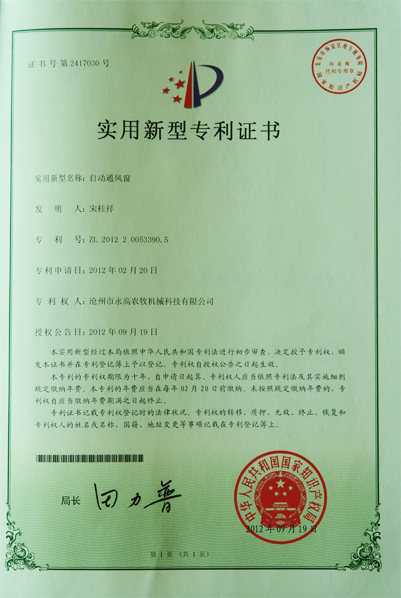 证书号第2417030号
实用新型专利证书
实用新型名称：自动通风窗
发明人：宋桂祥
专利号：ZL 2012 2 0053390.5
专利申请日：2012年02月20日
专利权人：沧州市永高农牧机械科技有限公司
授权公告日：2012年09月19日
本实用新型经过本局依照中华人民共和国专利法进行初步审查，决定授予专利权，颁
发本证书并在专利登记簿上予以登记。专利权自授权公告之日起生效。
本专利的专利权期限为十年，自申请日起算。专利权人应当依照专利法及其实施细则
规定缴纳年费。本专利的年费应当在每年02月20日前缴纳。未按照规定缴纳年费的，专
利权自应当缴纳年费期满之日起终止。
专利证书记载专利权登记时的法律状况。专利权的转移、质押、无效、终止、恢复和
专利权人的姓名或名称、国籍、地址变更等事项记载在专利登记簿上。
局长 田力普
中华人民共和国国家知识产权局
2012年09月19日
第1页（共1页）